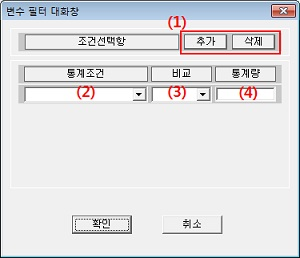 변수 필터 대화창
(1)
조건선택항 추가 삭제
통계조건 비교 통계량
(2) (3) (4)
확인 취소